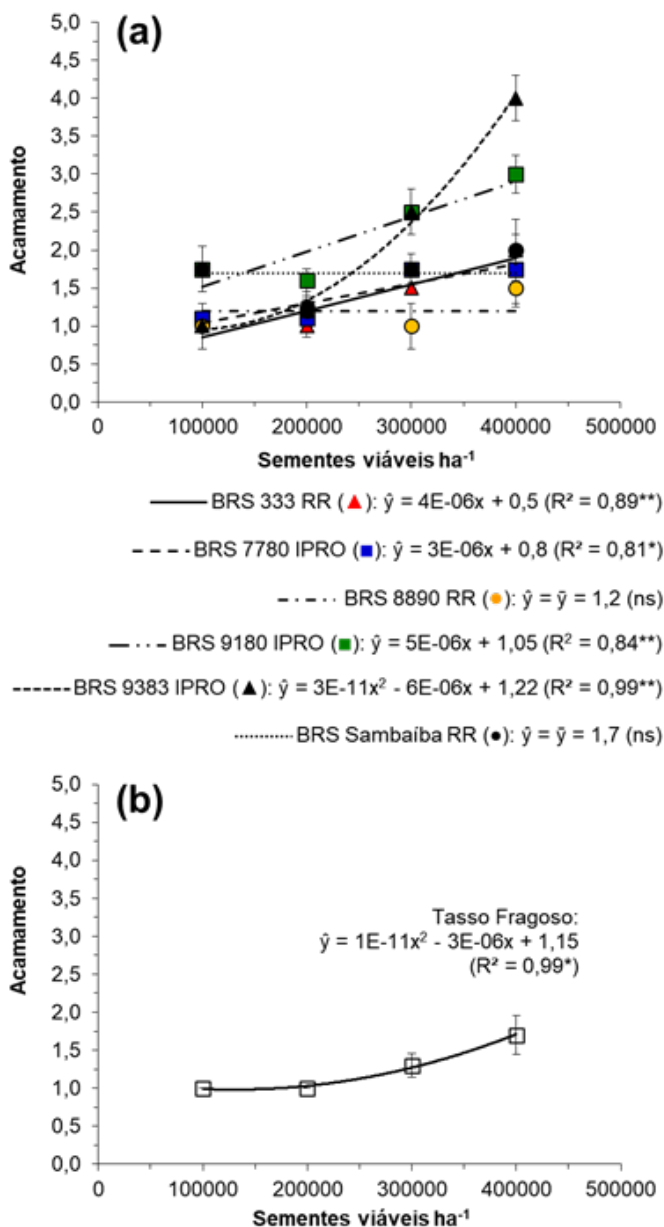 (a)
5,0
4,5
4,0
3,5
3,0
2,5
2,0
1,5
1,0
0,5
0,0
Acamamento
0 100000 200000 300000 400000 500000
Sementes viáveis ha⁻¹
BRS 333 RR (▲): ŷ = 4E-06x + 0,5 (R² = 0,89**)
BRS 7780 IPRO (■): ŷ = 3E-06x + 0,8 (R² = 0,81*)
BRS 8890 RR (●): ŷ = ȳ = 1,2 (ns)
BRS 9180 IPRO (■): ŷ = 5E-06x + 1,05 (R² = 0,84**)
BRS 9383 IPRO (▲): ŷ = 3E-11x² - 6E-06x + 1,22 (R² = 0,99**)
BRS Sambaíba RR (●): ŷ = ȳ = 1,7 (ns)
(b)
5,0
4,5
4,0
3,5
3,0
2,5
2,0
1,5
1,0
0,5
0,0
Acamamento
Tasso Fragoso:
ŷ = 1E-11x² - 3E-06x + 1,15
(R² = 0,99*)
0 100000 200000 300000 400000 500000
Sementes viáveis ha⁻¹